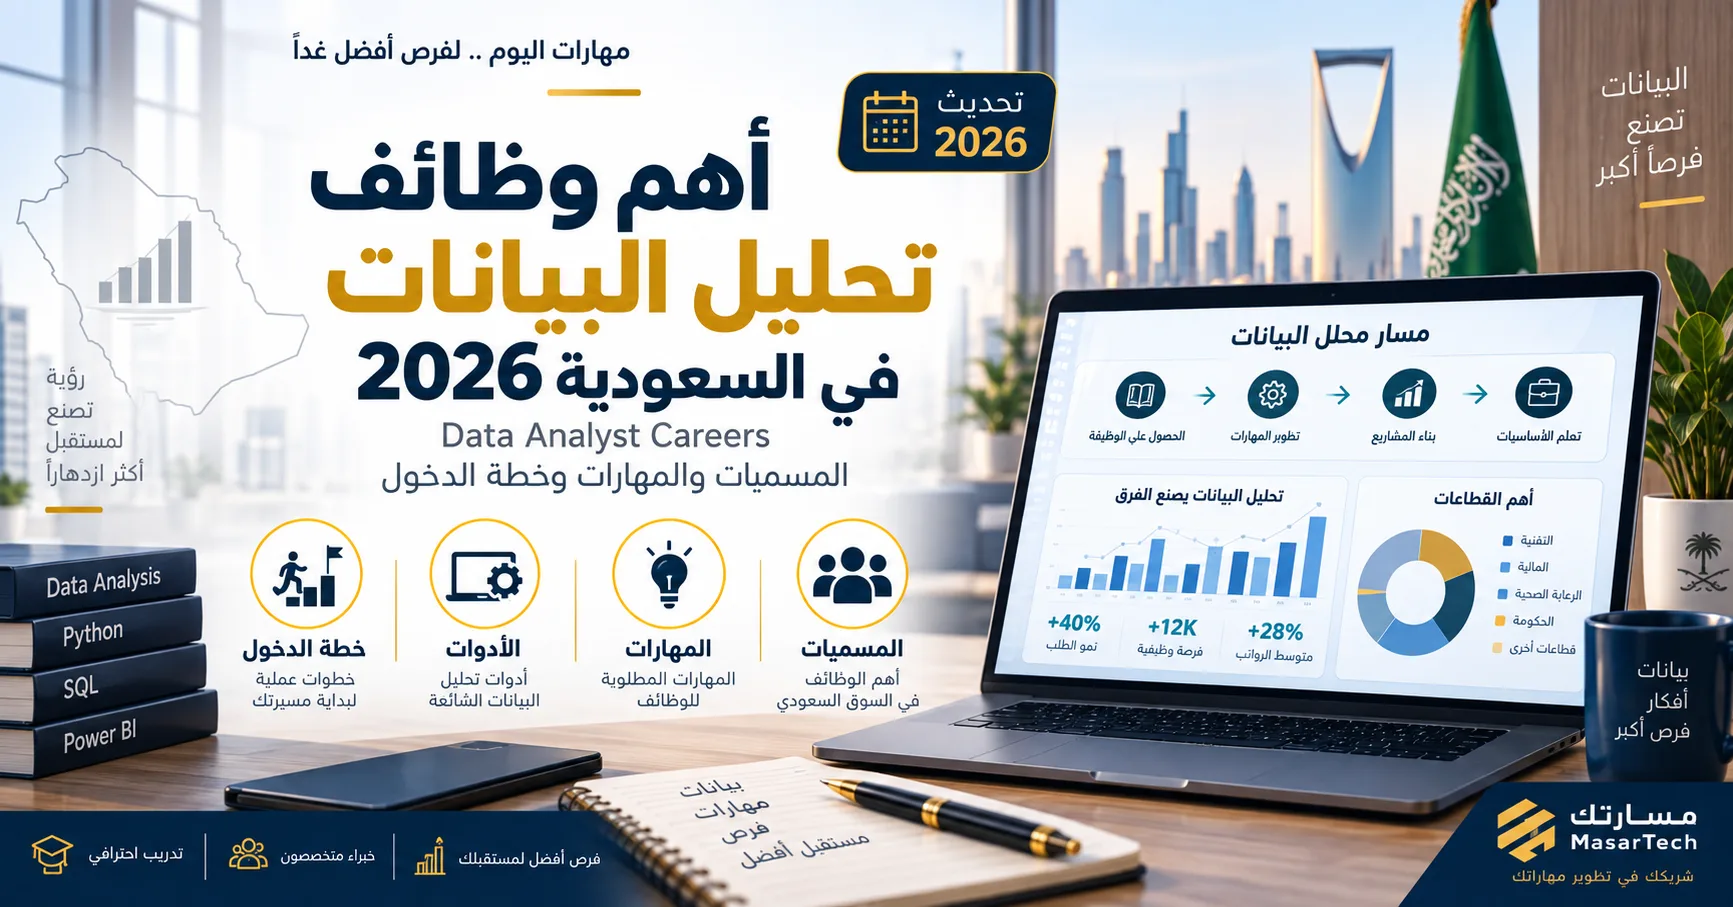 مهارات اليوم .. لفرص أفضل غداً
تحديث
2026
أهم وظائف
تحليل البيانات
في السعودية 2026
Data Analyst Careers
المسميات والمهارات وخطة الدخول
المسميات
أهم الوظائف
في السوق السعودي
المهارات
المهارات المطلوبة
للوظائف
الأدوات
أدوات تحليل
البيانات الشائعة
خطة الدخول
خطوات عملية
لبداية مسيرتك
البيانات
تصنع
فرصاً أكبر
رؤية
تصنع
لمستقبل
أكثر ازدهاراً
مسار محلل البيانات
تعلم الأساسيات
بناء المشاريع
تطوير المهارات
الحصول علي الوظيفة
أهم القطاعات
التقنية
المالية
الرعاية الصحية
الحكومة
قطاعات أخرى
تحليل البيانات يصنع الفرق
+28%
متوسط الرواتب
+12K
فرصة وظيفية
+40%
نمو الطلب
Data Analysis
Python
SQL
Power BI
بيانات
أفكار
فرص أكبر
بيانات
مهارات
فرص
مستقبل أفضل
فرص أفضل لمستقبلك
خبراء متخصصون
تدريب احترافي
مسارتك
MasarTech
شريكك في تطوير مهاراتك